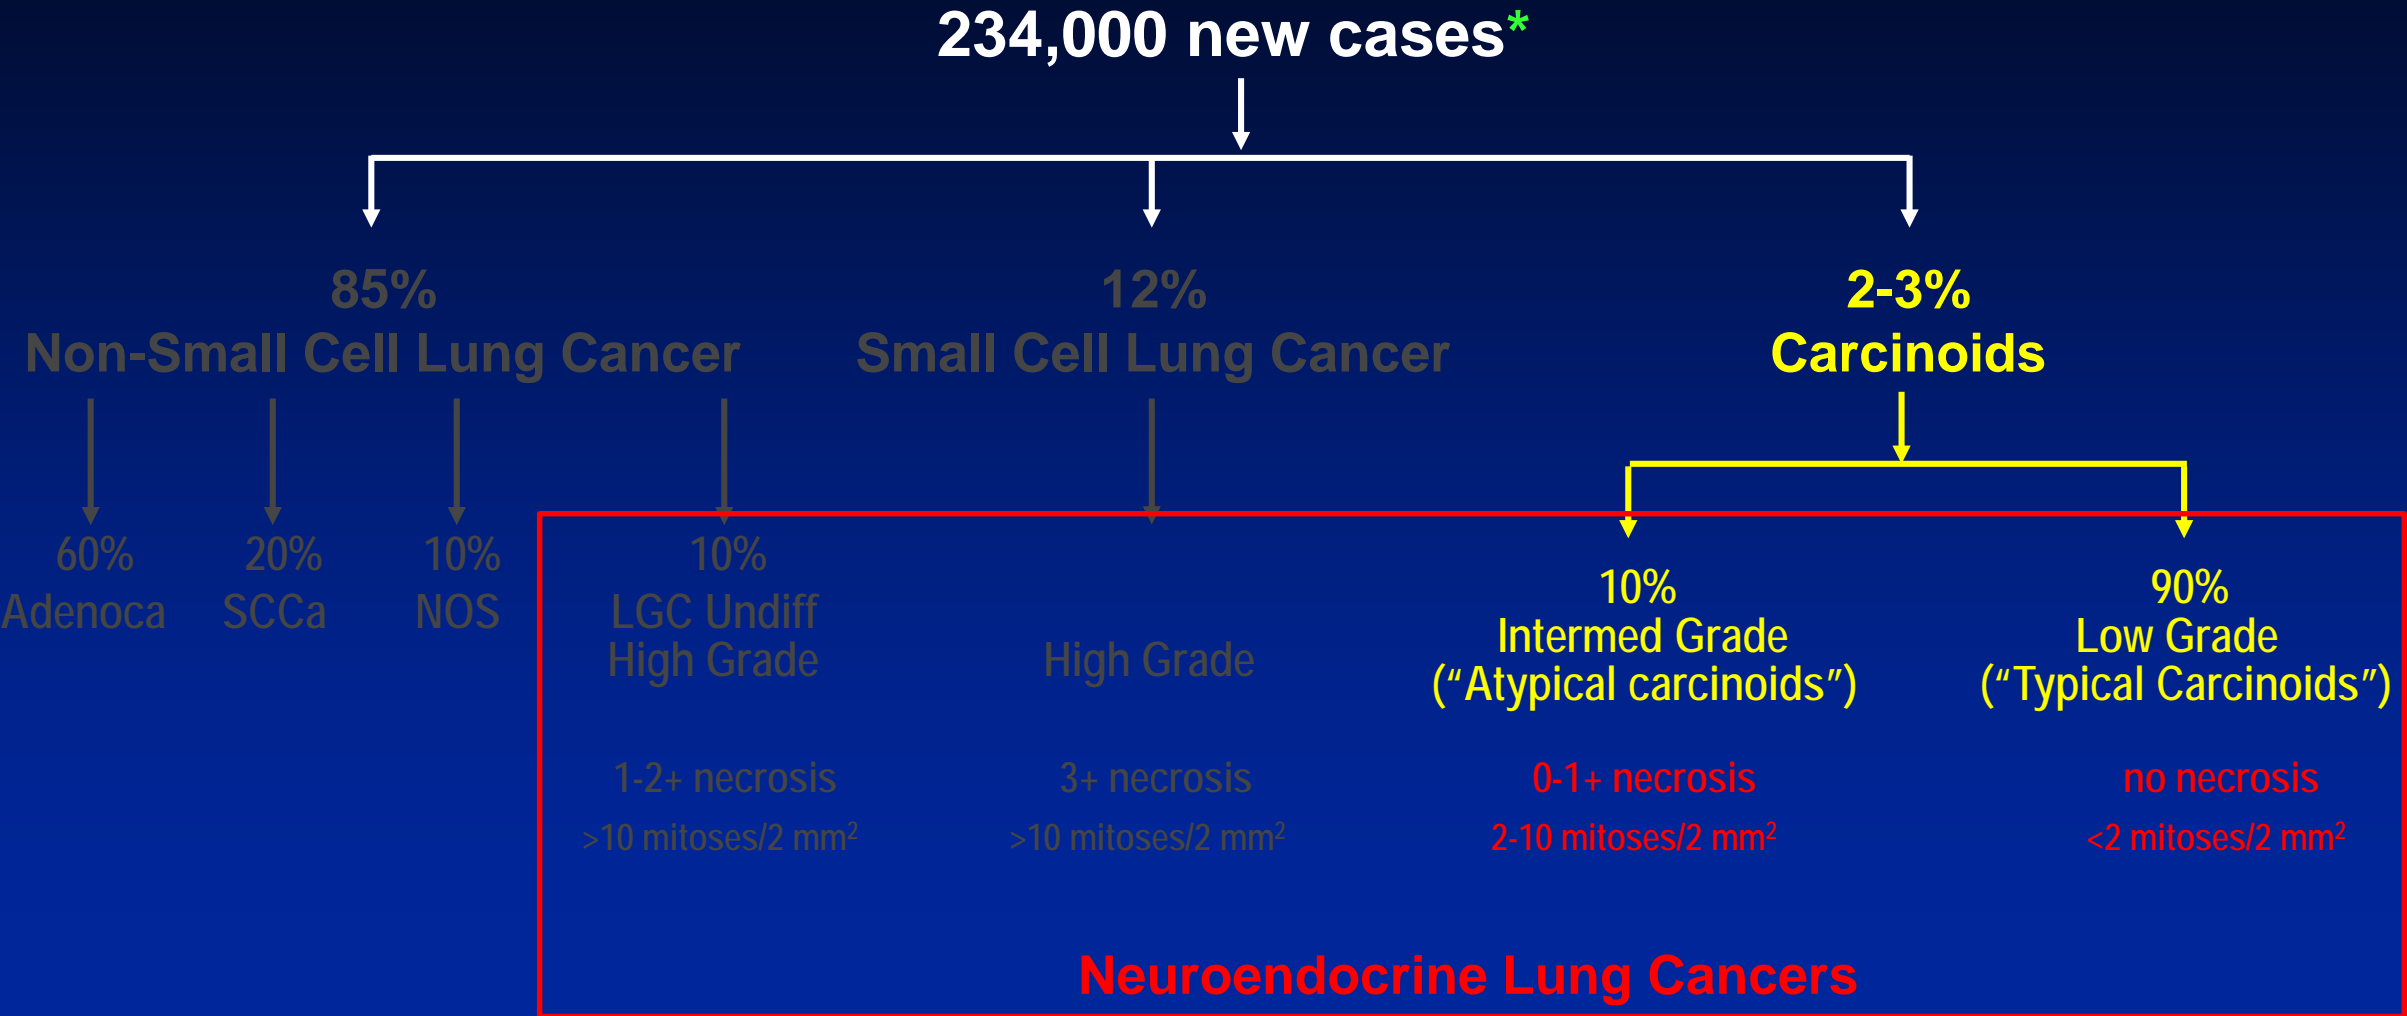 234,000 new cases*
85%
Non-Small Cell Lung Cancer
12%
Small Cell Lung Cancer
2-3%
Carcinoids
60%
Adenoca
20%
SCCa
10%
NOS
10%
LGC Undiff
High Grade
1-2+ necrosis
>10 mitoses/2 mm²
High Grade
3+ necrosis
>10 mitoses/2 mm²
10%
Intermed Grade
(“Atypical carcinoids”)
0-1+ necrosis
2-10 mitoses/2 mm²
90%
Low Grade
(“Typical Carcinoids”)
no necrosis
<2 mitoses/2 mm²
Neuroendocrine Lung Cancers